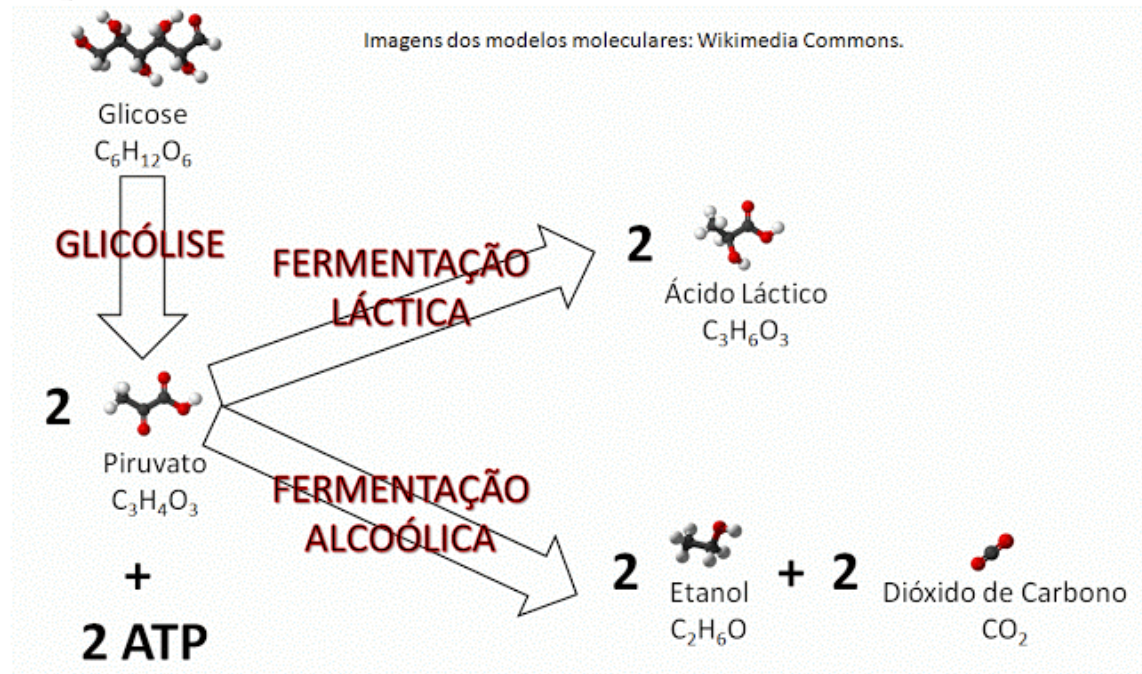 Imagens dos modelos moleculares: Wikimedia Commons.
Glicose
C₆H₁₂O₆
GLICÓLISE
FERMENTAÇÃO
LÁCTICA
2
Ácido Láctico
C₃H₆O₃
2
Piruvato
C₃H₄O₃
+
2 ATP
FERMENTAÇÃO
ALCOÓLICA
2 + 2
Etanol
C₂H₆O
Dióxido de Carbono
CO₂